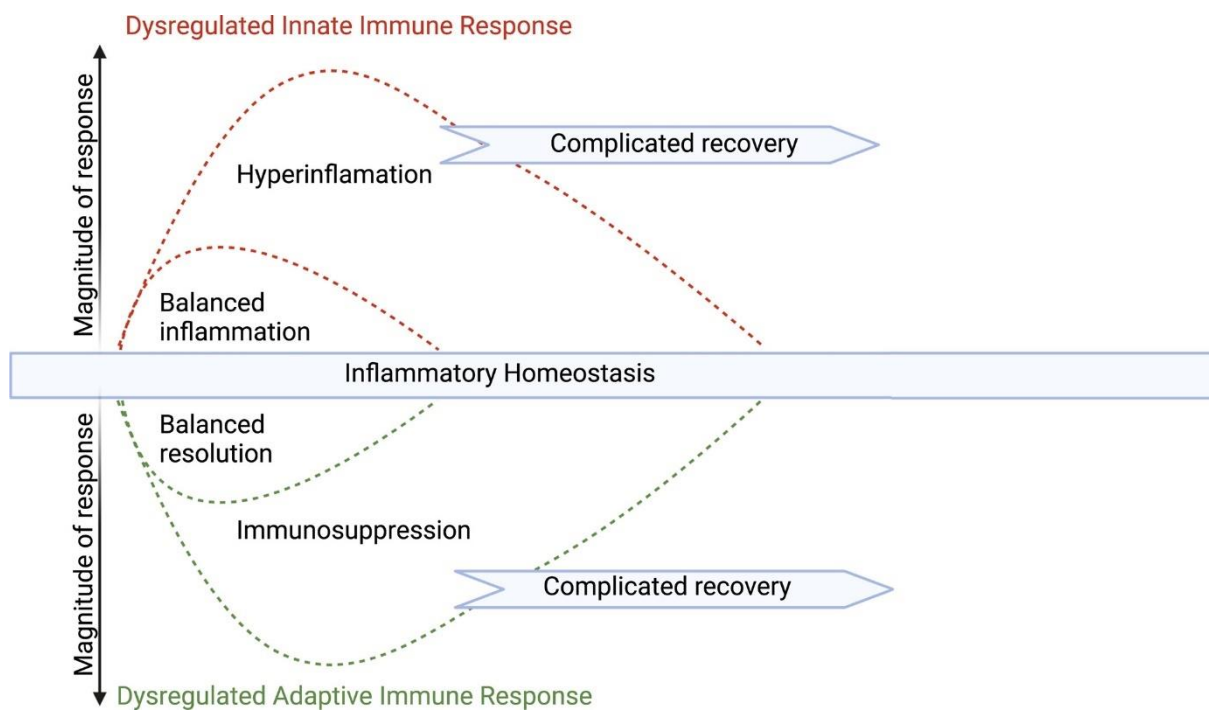 Dysregulated Innate Immune Response
Magnitude of response
Complicated recovery
Hyperinflamation
Balanced
inflammation
Inflammatory Homeostasis
Balanced
resolution
Magnitude of response
Immunosuppression
Complicated recovery
Dysregulated Adaptive Immune Response